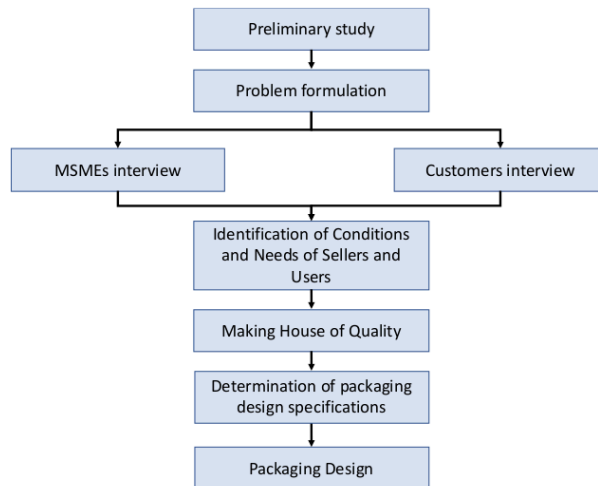 Preliminary study
Problem formulation
MSMEs interview
Customers interview
Identification of Conditions
and Needs of Sellers and
Users
Making House of Quality
Determination of packaging
design specifications
Packaging Design